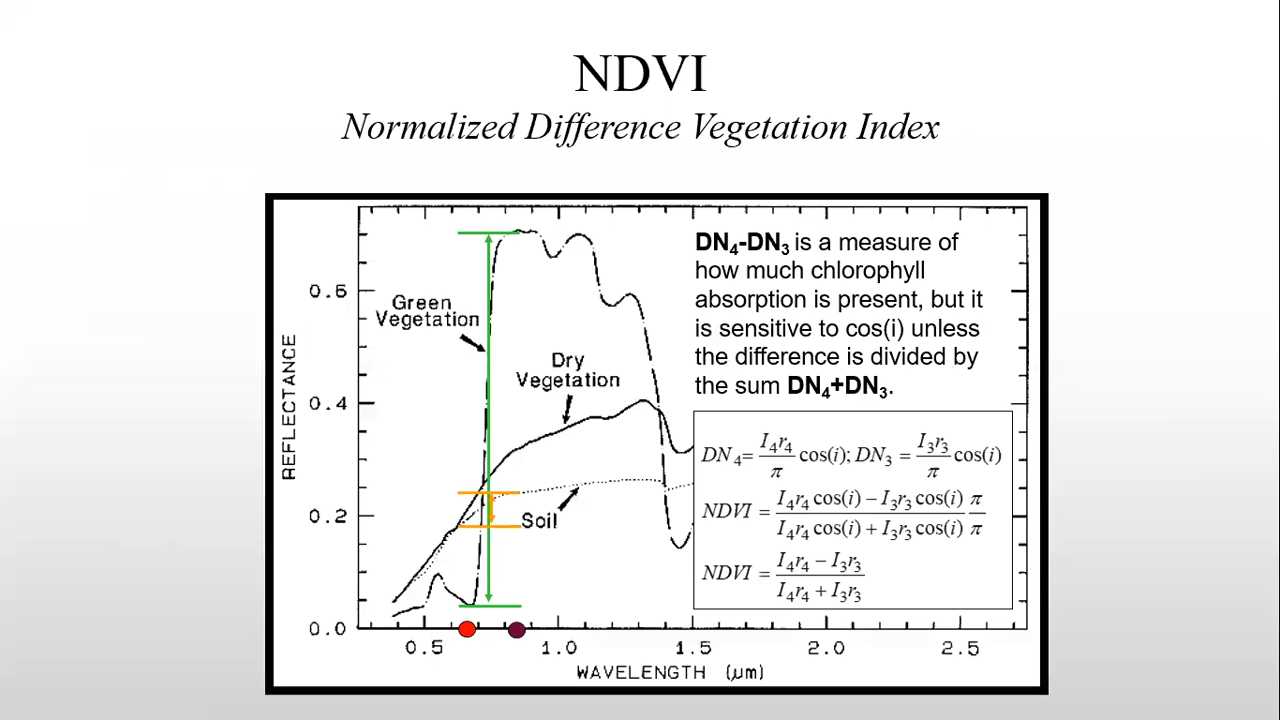 NDVI
Normalized Difference Vegetation Index
DN₄-DN₃ is a measure of
how much chlorophyll
absorption is present, but it
is sensitive to cos(i) unless
the difference is divided by
the sum DN₄+DN₃.
DN₄= I₄r₄/π cos(i); DN₃ = I₃r₃/π cos(i)
NDVI = (I₄r₄ cos(i) − I₃r₃ cos(i))/(I₄r₄ cos(i) + I₃r₃ cos(i)) π/π
NDVI = (I₄r₄ − I₃r₃)/(I₄r₄ + I₃r₃)
Green
Vegetation
Dry
Vegetation
Soil
REFLECTANCE
0.6
0.4
0.2
0.0
0.5 1.0 1.5 2.0 2.5
WAVELENGTH (μm)